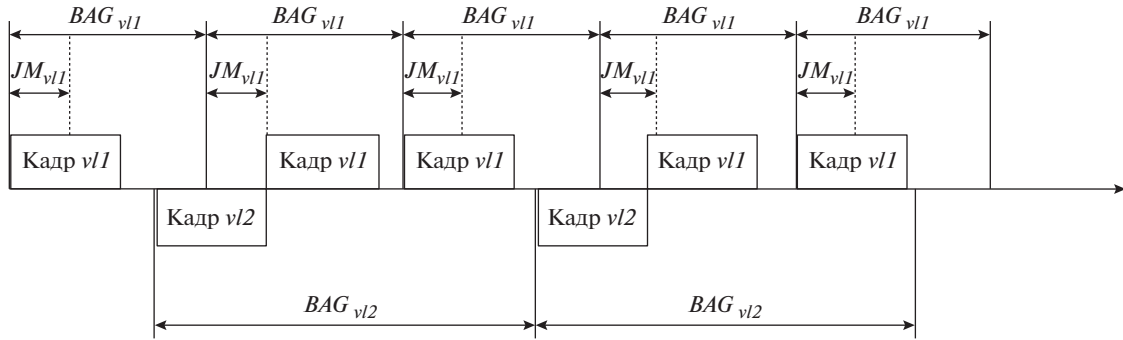 BAG vl1 BAG vl1 BAG vl1 BAG vl1 BAG vl1
JM vl1 JM vl1 JM vl1 JM vl1 JM vl1
Кадр vl1 Кадр vl1 Кадр vl1 Кадр vl1 Кадр vl1
Кадр vl2 Кадр vl2
BAG vl2 BAG vl2